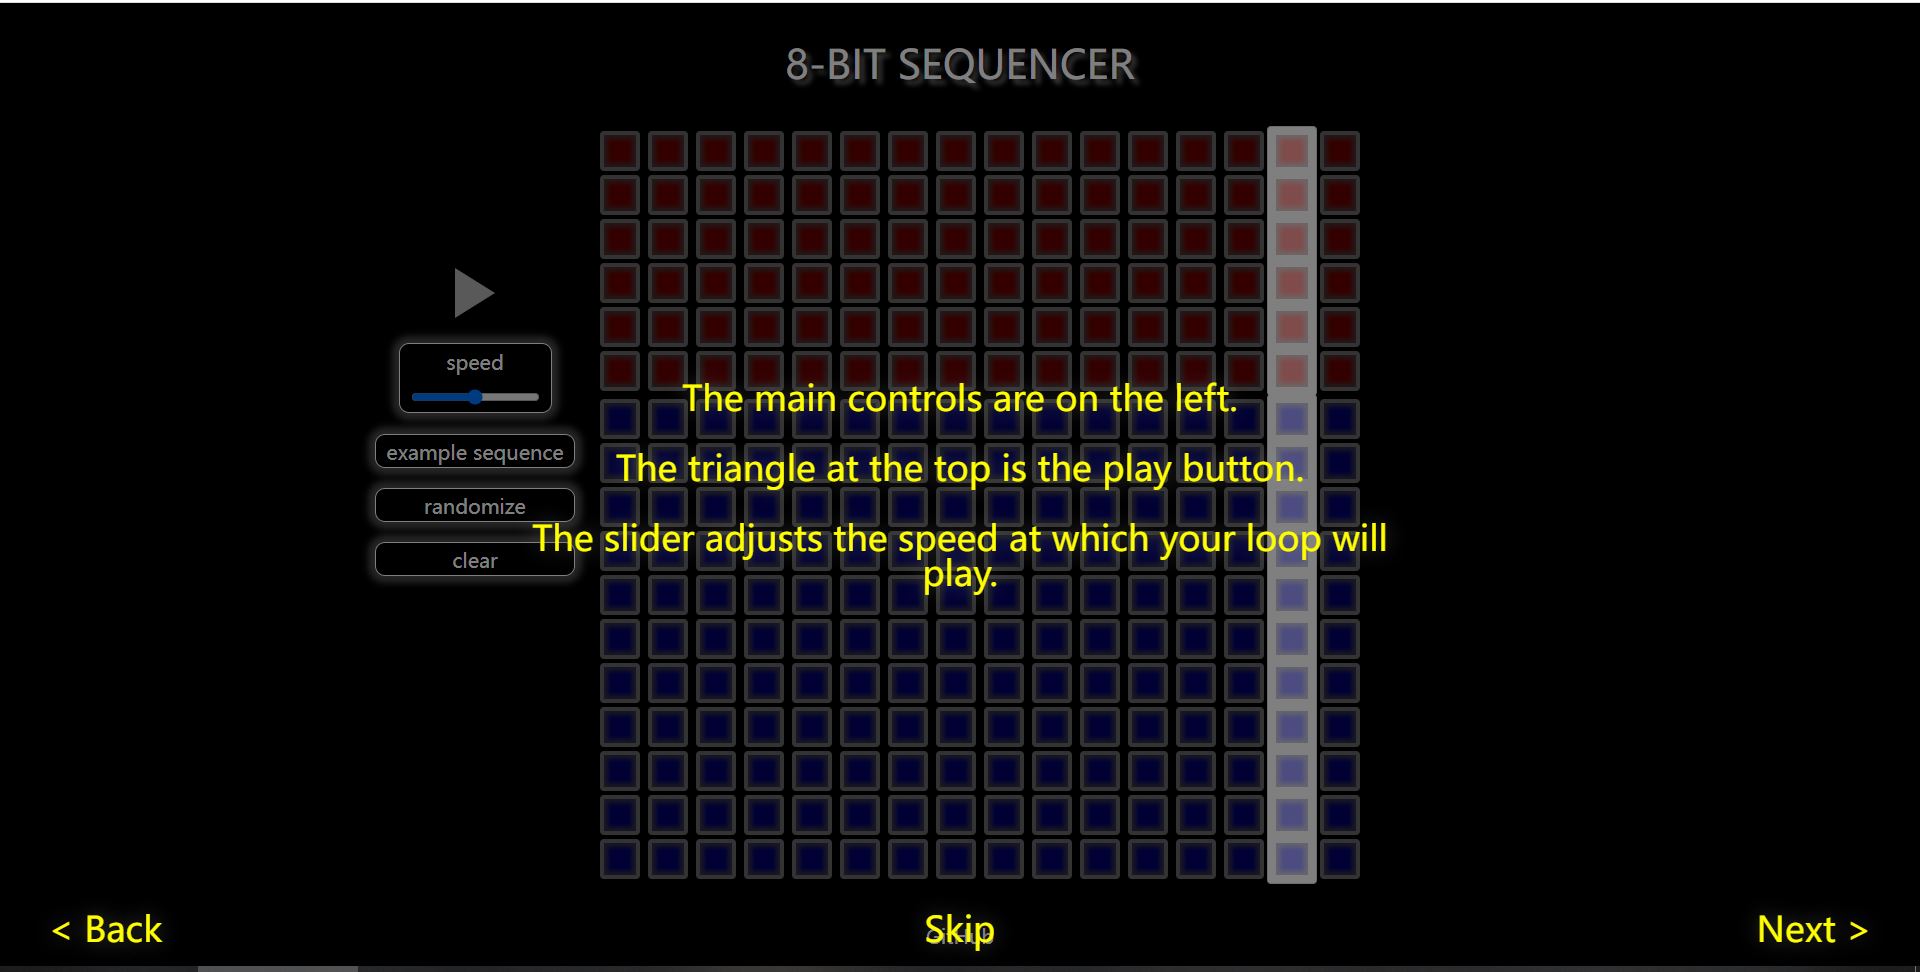 8-BIT SEQUENCER
speed
example sequence
randomize
clear
The main controls are on the left.
The triangle at the top is the play button.
The slider adjusts the speed at which your loop will
play.
< Back
Skip
GitHub
Next >